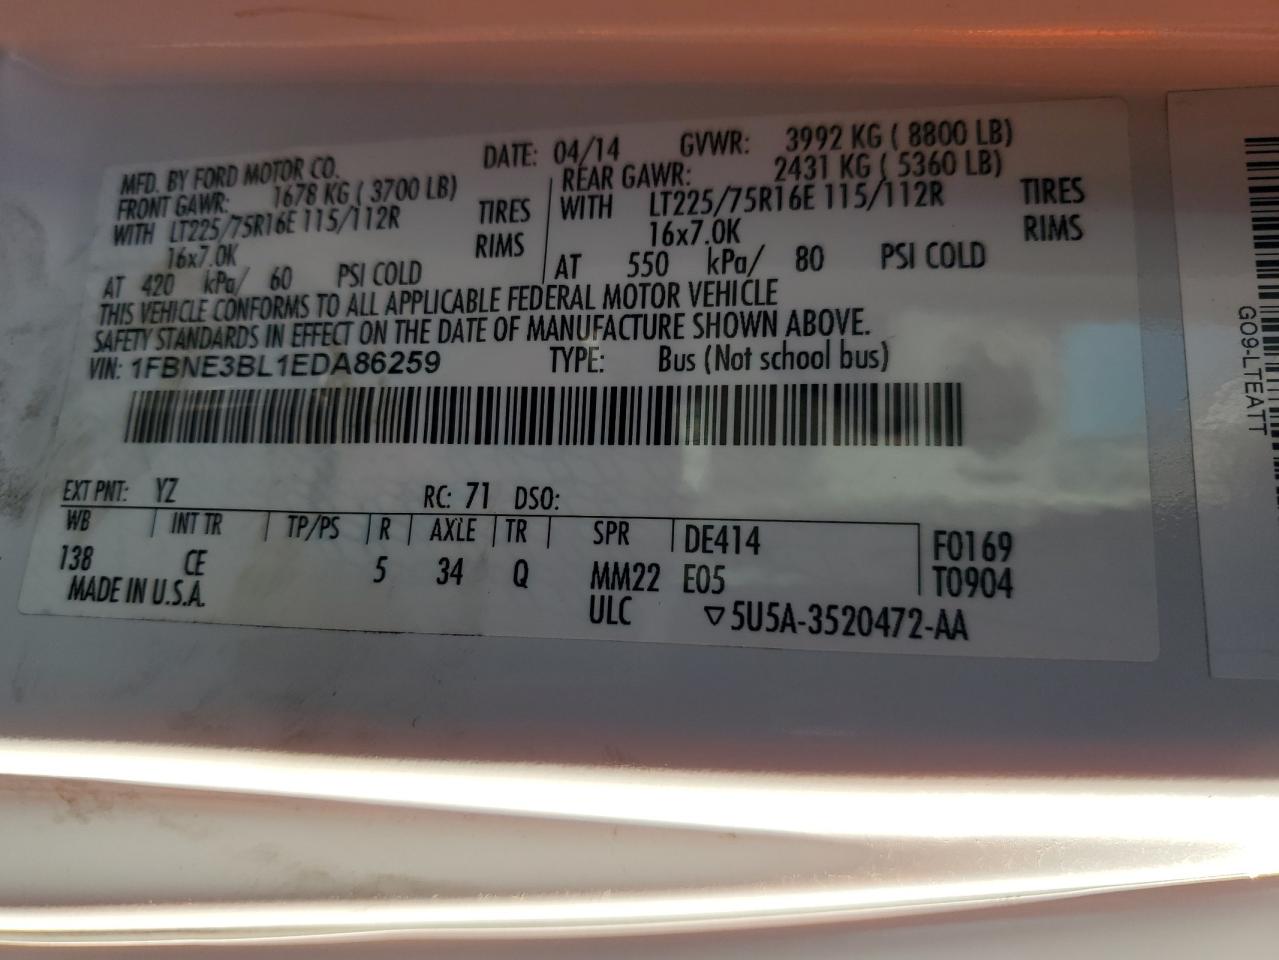 MFD. BY FORD MOTOR CO. DATE: 04/14 GVWR: 3992 KG ( 8800 LB)
FRONT GAWR: 1678 KG ( 3700 LB) REAR GAWR: 2431 KG ( 5360 LB)
WITH LT225/75R16E 115/112R TIRES WITH LT225/75R16E 115/112R TIRES
16x7.0K RIMS 16x7.0K RIMS
AT 420 kPa/ 60 PSI COLD AT 550 kPa/ 80 PSI COLD
THIS VEHICLE CONFORMS TO ALL APPLICABLE FEDERAL MOTOR VEHICLE
SAFETY STANDARDS IN EFFECT ON THE DATE OF MANUFACTURE SHOWN ABOVE.
VIN: 1FBNE3BL1EDA86259 TYPE: Bus (Not school bus)
EXT PNT: YZ RC: 71 DSO:
WB INT TR TP/PS R AXLE TR SPR DE414 F0169
138 CE 5 34 Q MM22 E05 T0904
MADE IN U.S.A. ULC ▽5U5A-3520472-AA
GO9-LTEATT